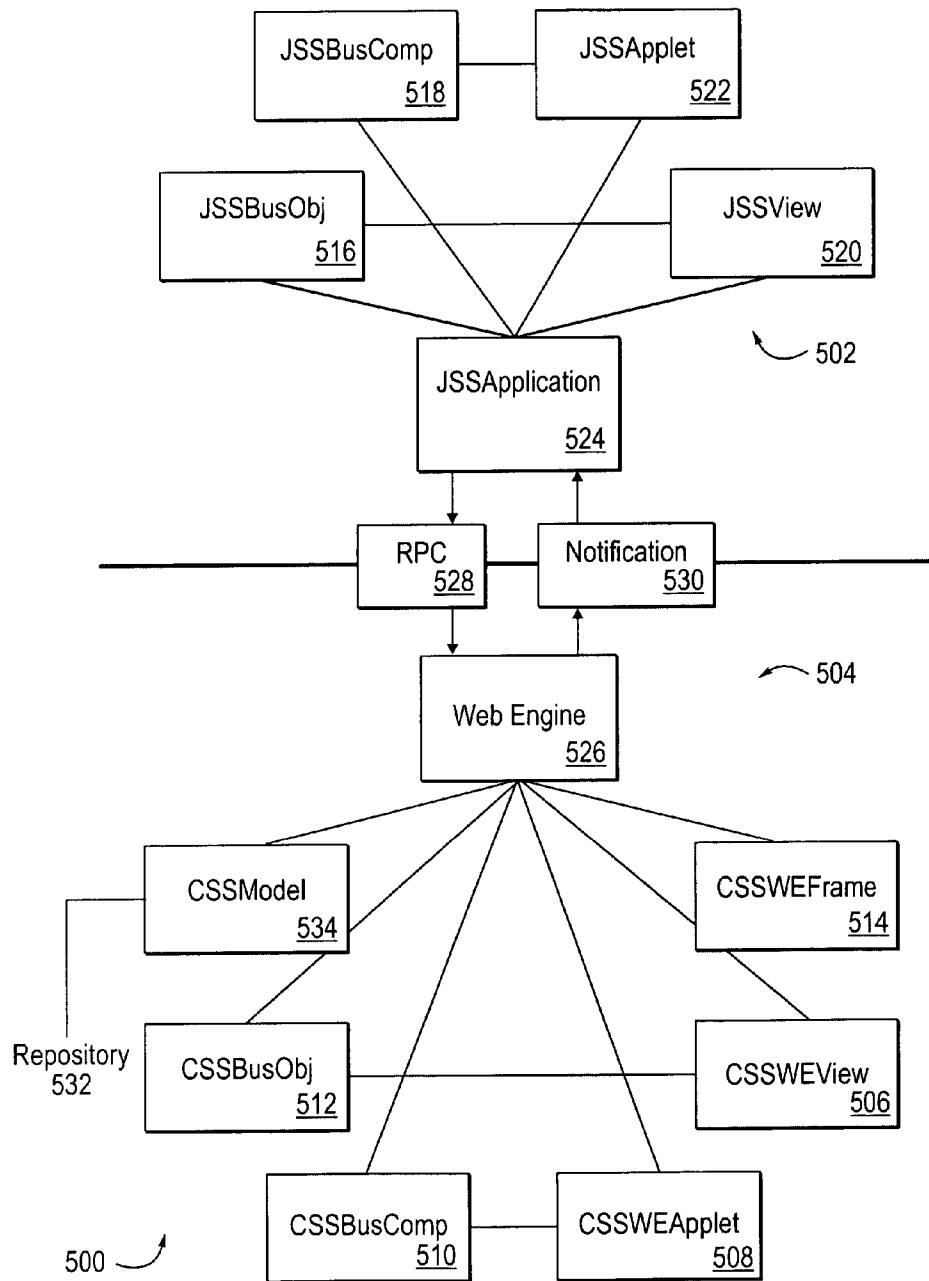 JSSBusComp
518
JSSApplet
522
JSSBusObj
516
JSSView
520
502
JSSApplication
524
RPC
528
Notification
530
504
Web Engine
526
CSSModel
534
CSSWEFrame
514
Repository
532
CSSBusObj
512
CSSWEView
506
CSSBusComp
510
CSSWEApplet
508
500